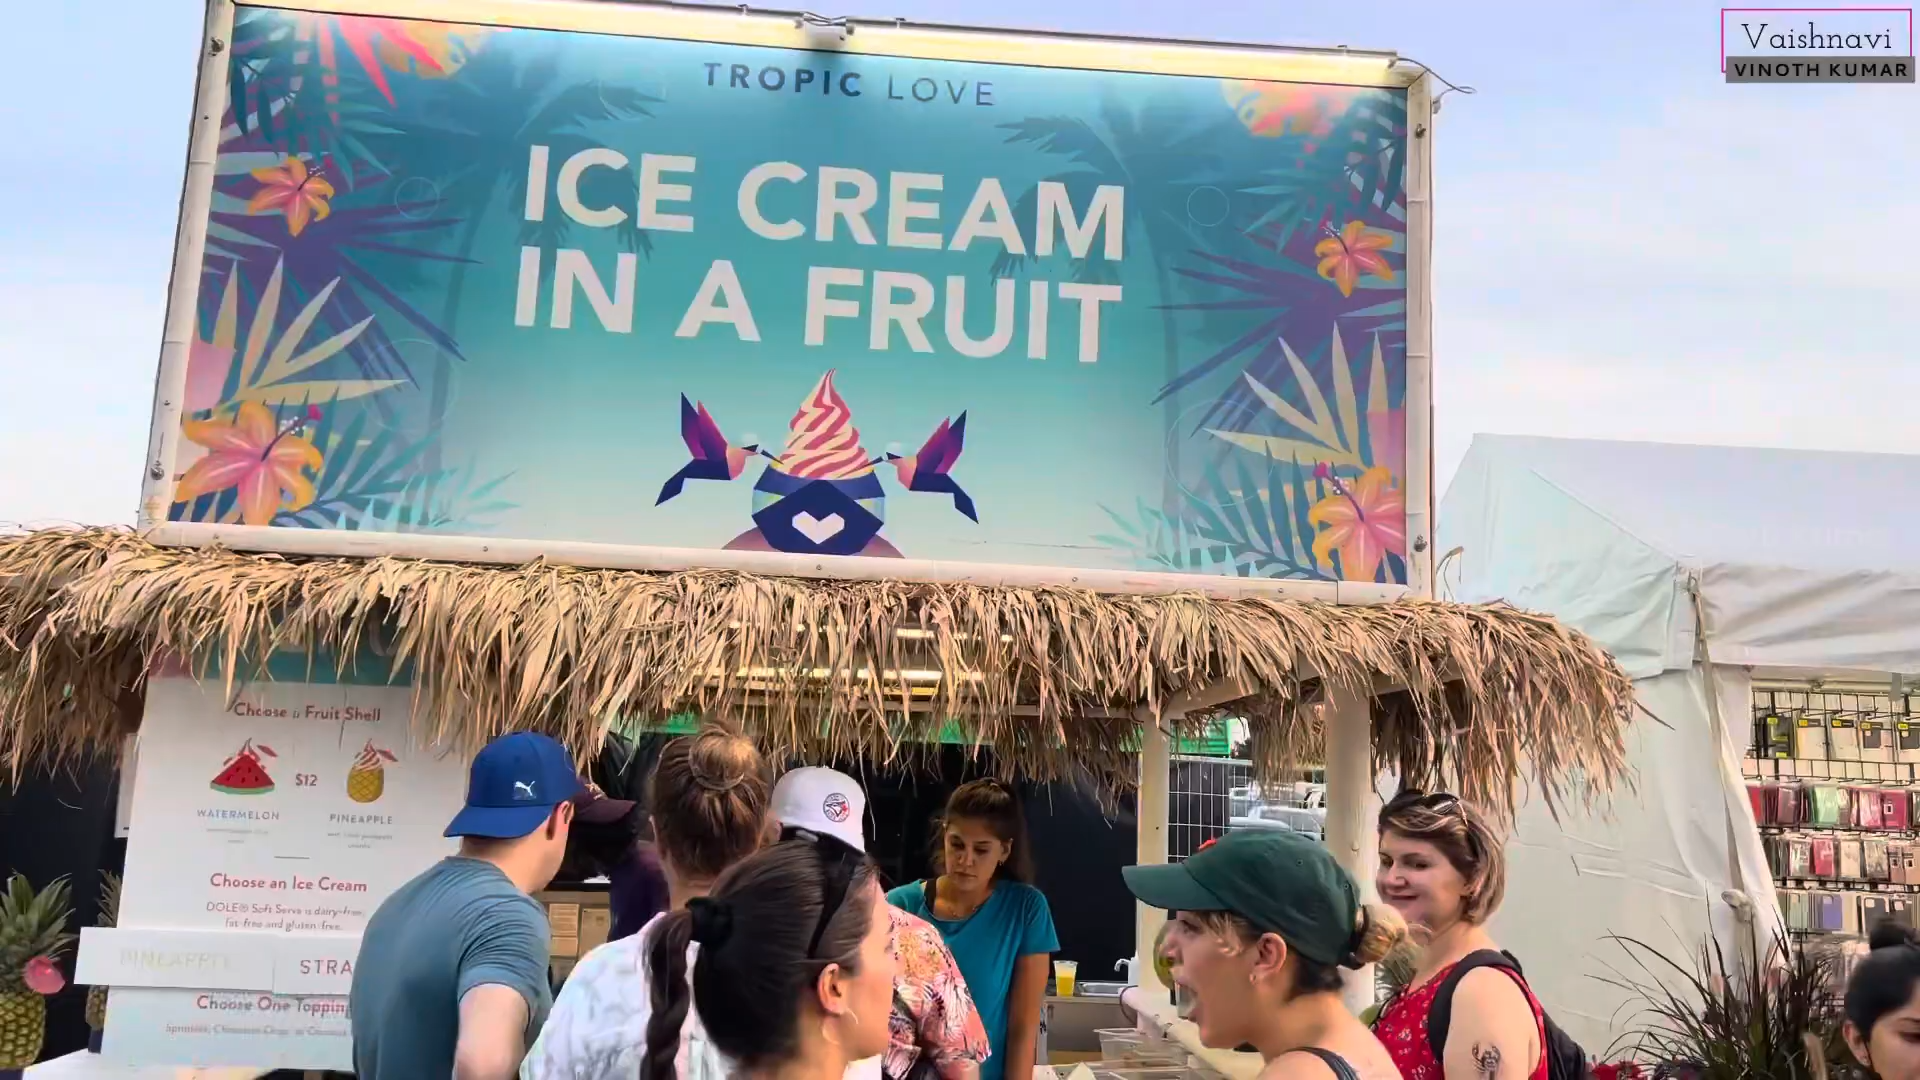 Vaishnavi
VINOTH KUMAR
TROPIC LOVE
ICE CREAM
IN A FRUIT
Choose a Fruit Shell
$12
WATERMELON
PINEAPPLE
Choose an Ice Cream
DOLE® Soft Serve is dairy-free,
fat-free and gluten-free.
PINEAPPLE
STRA
Choose One Topping